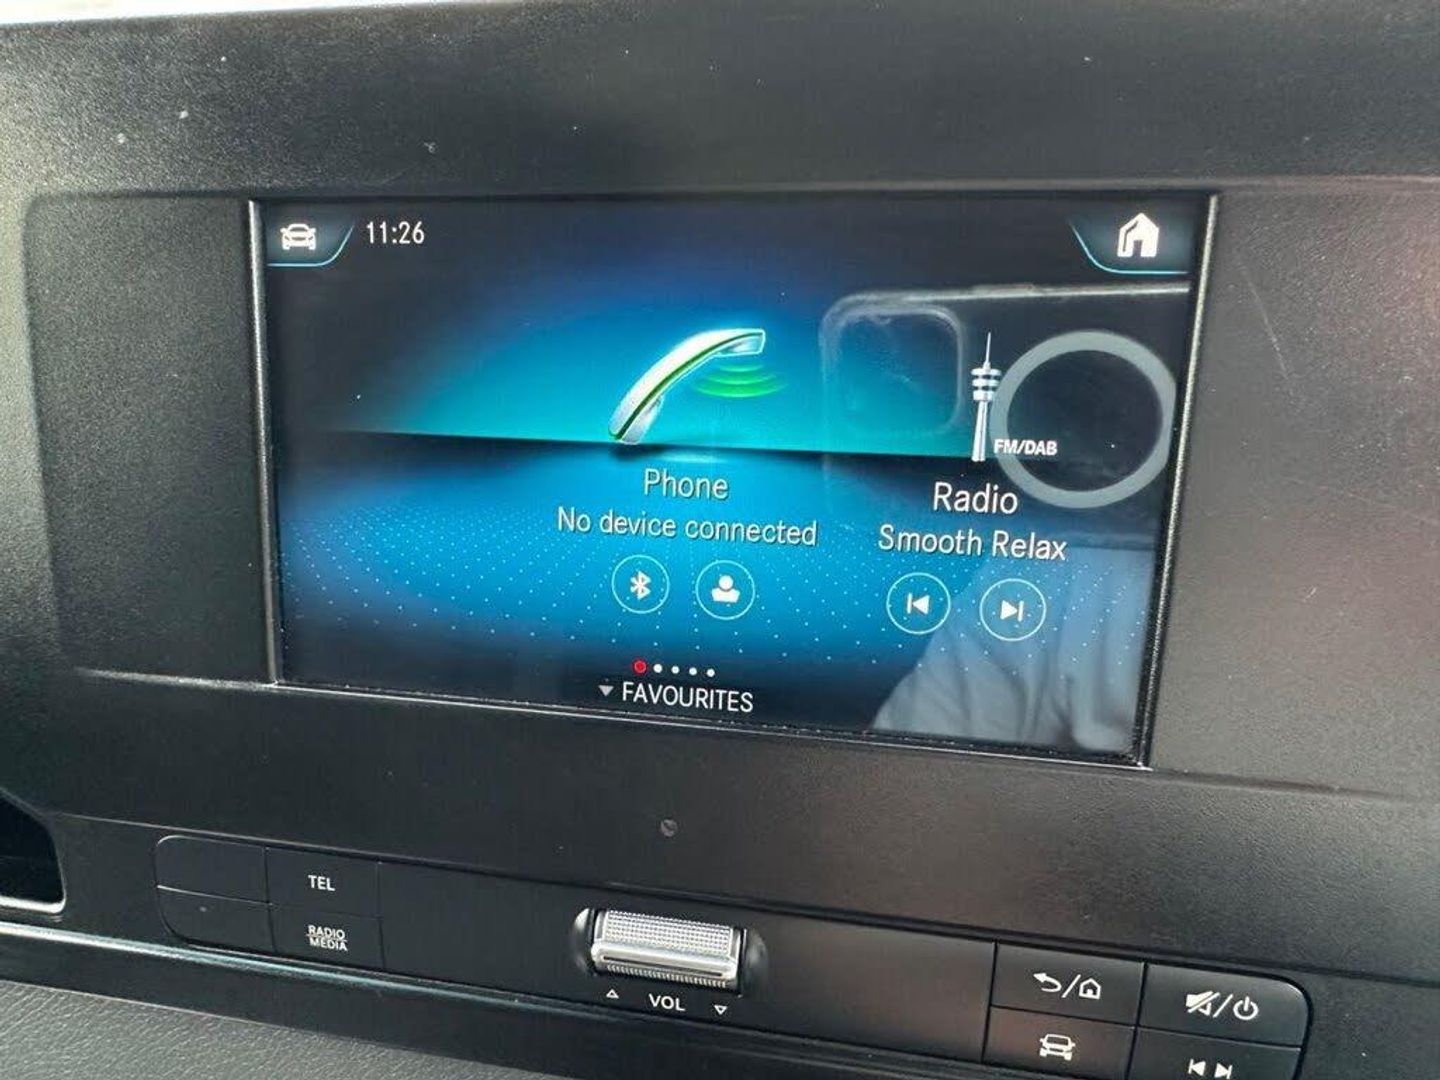 11:26
FM/DAB
Phone
No device connected
Radio
Smooth Relax
FAVOURITES
TEL
RADIO
MEDIA
VOL